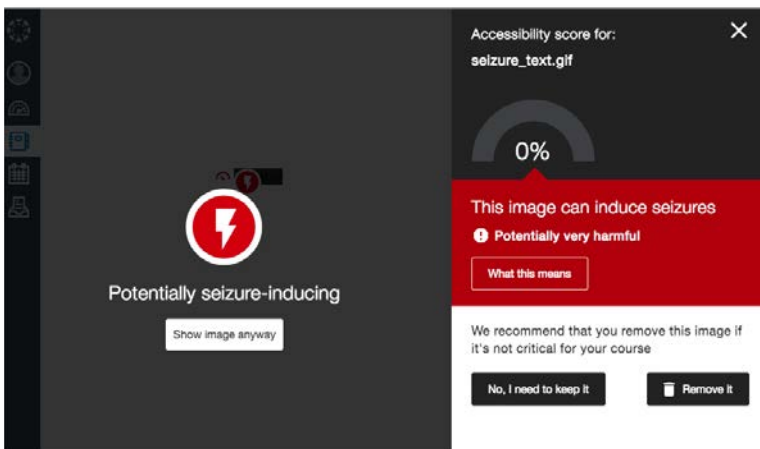 Potentially seizure-inducing
Show image anyway
Accessibility score for:
seizure_text.gif
0%
This image can induce seizures
Potentially very harmful
What this means
We recommend that you remove this image if
it's not critical for your course
No, I need to keep it
Remove it